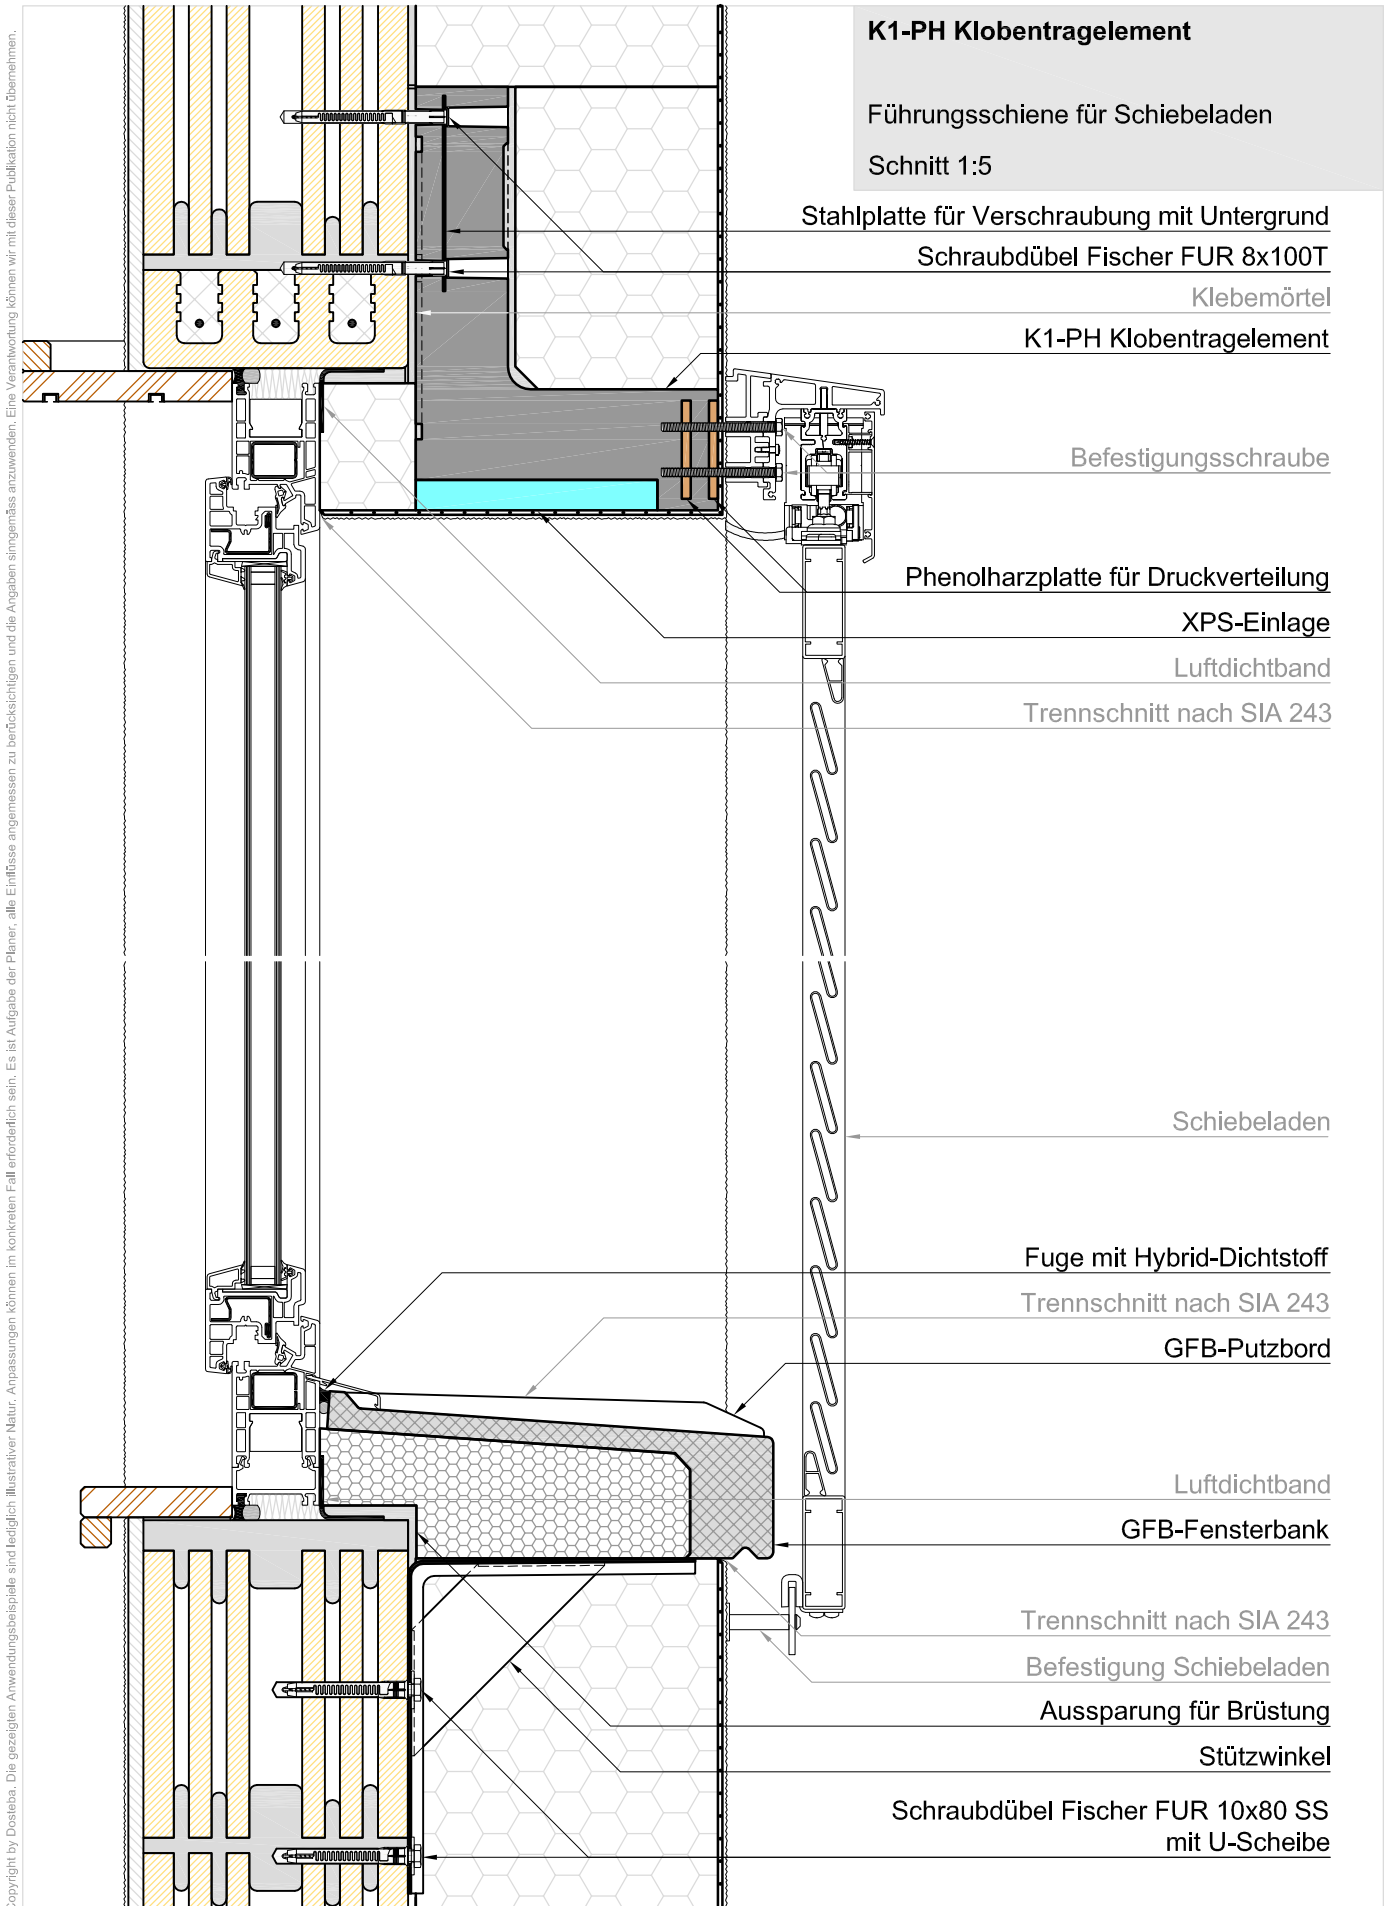 K1-PH Klobentragelement
Führungsschiene für Schiebeladen
Schnitt 1:5
Stahlplatte für Verschraubung mit Untergrund
Schraubdübel Fischer FUR 8x100T
Klebemörtel
K1-PH Klobentragelement
Befestigungsschraube
Phenolharzplatte für Druckverteilung
XPS-Einlage
Luftdichtband
Trennschnitt nach SIA 243
Schiebeladen
Fuge mit Hybrid-Dichtstoff
Trennschnitt nach SIA 243
GFB-Putzbord
Luftdichtband
GFB-Fensterbank
Trennschnitt nach SIA 243
Befestigung Schiebeladen
Aussparung für Brüstung
Stützwinkel
Schraubdübel Fischer FUR 10x80 SS
mit U-Scheibe
Copyright by Dosteba. Die gezeigten Anwendungsbeispiele sind lediglich illustrativer Natur. Anpassungen können im konkreten Fall erforderlich sein. Es ist Aufgabe der Planer, alle Einflüsse angemessen zu berücksichtigen und die Angaben sinngemäss anzuwenden. Eine Verantwortung können wir mit dieser Publikation nicht übernehmen.